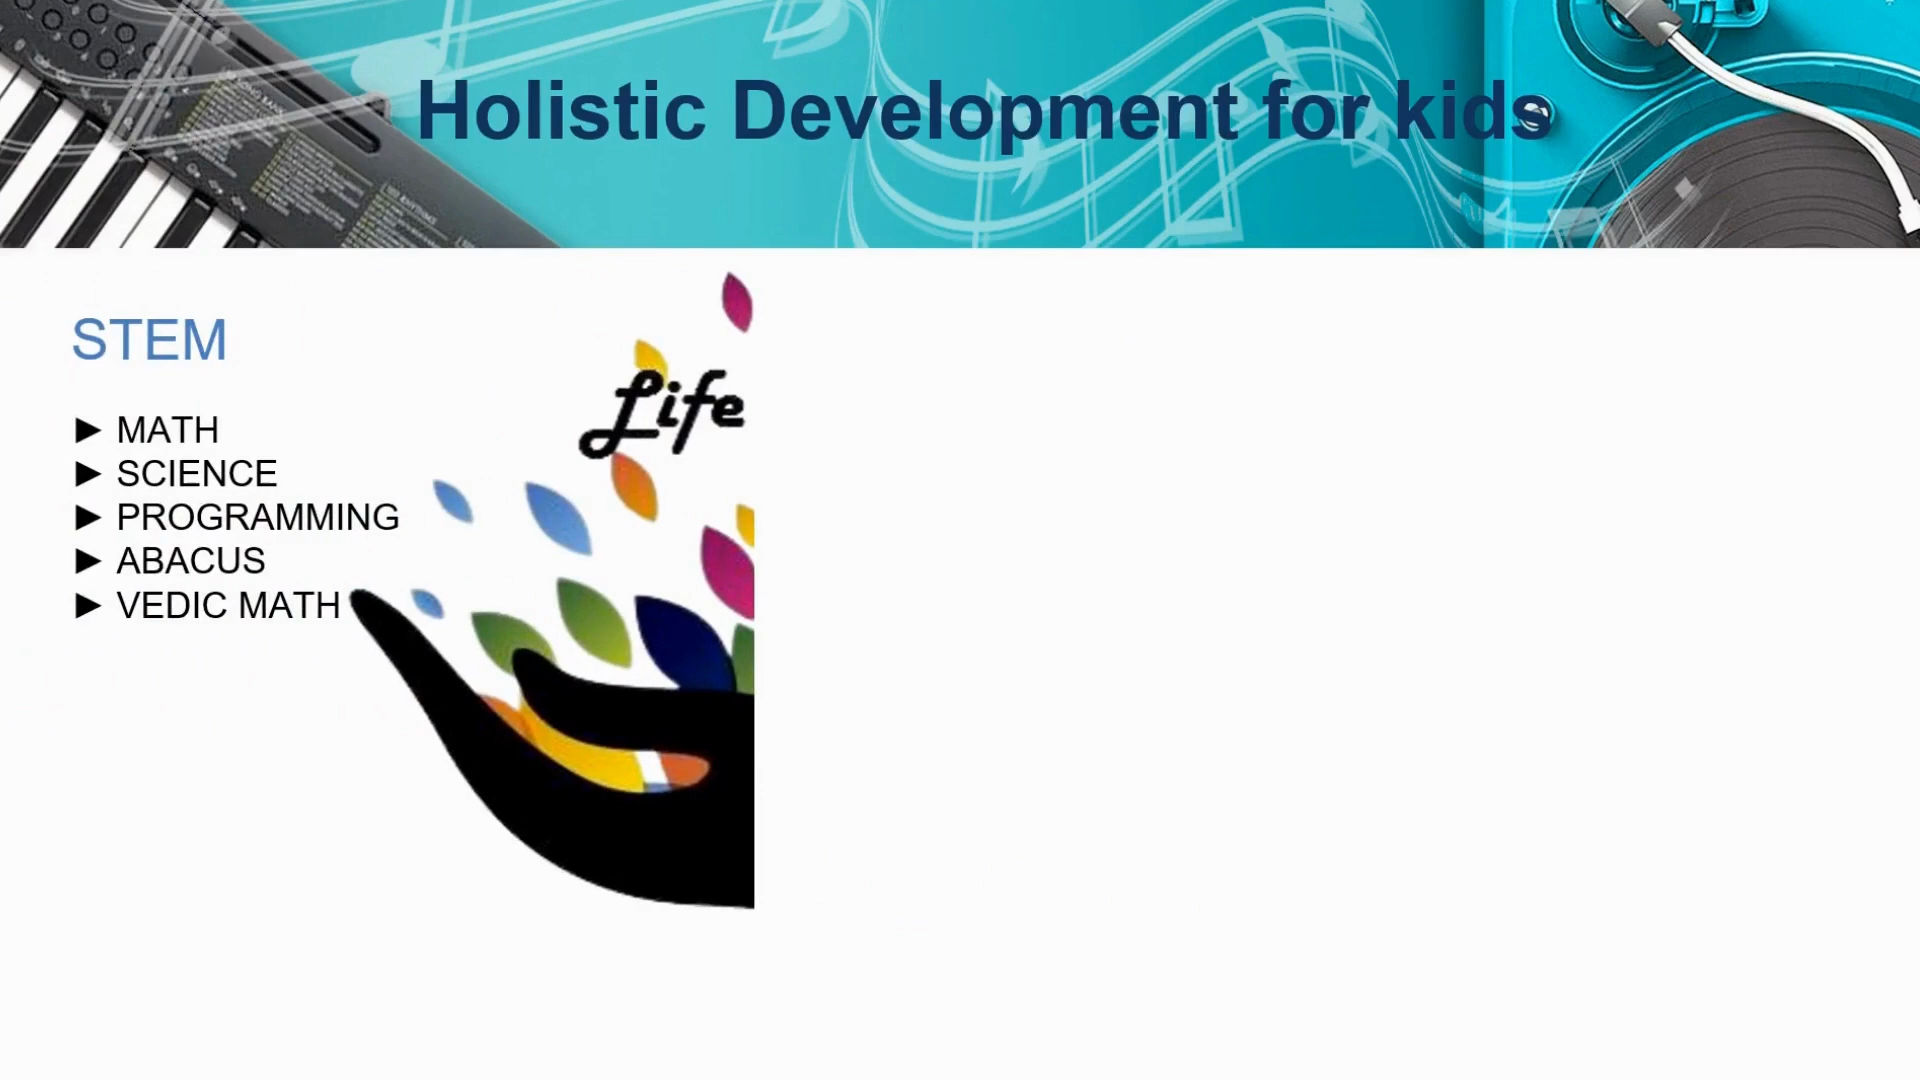 Holistic Development for kids
STEM
► MATH
► SCIENCE
► PROGRAMMING
► ABACUS
► VEDIC MATH
Life